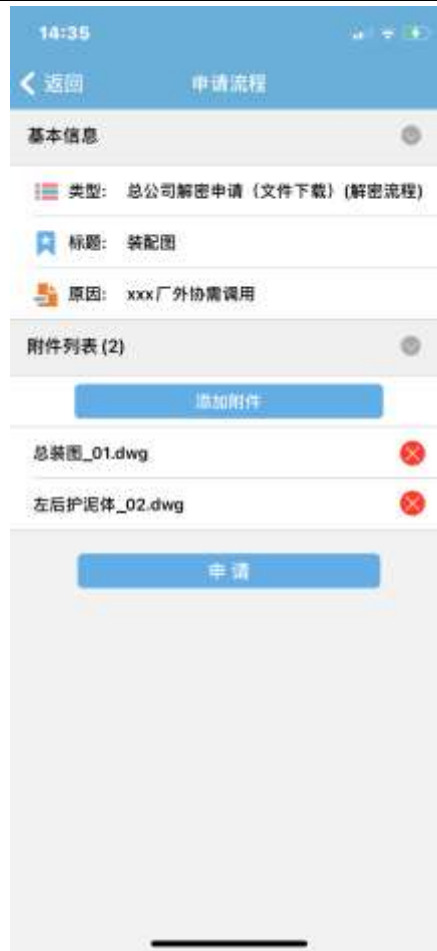 14:35
返回 申请流程
基本信息
类型: 总公司解密申请（文件下载）(解密流程)
标题: 装配图
原因: xxx厂外协需调用
附件列表 (2)
添加附件
总装图_01.dwg
左后护泥体_02.dwg
申 请